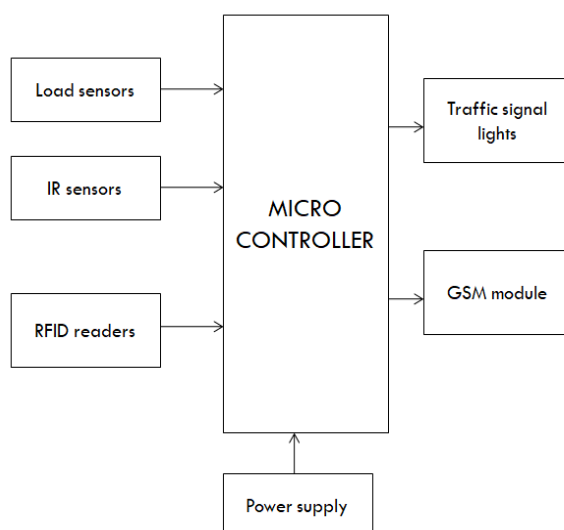 Load sensors
IR sensors
RFID readers
MICRO
CONTROLLER
Traffic signal
lights
GSM module
Power supply